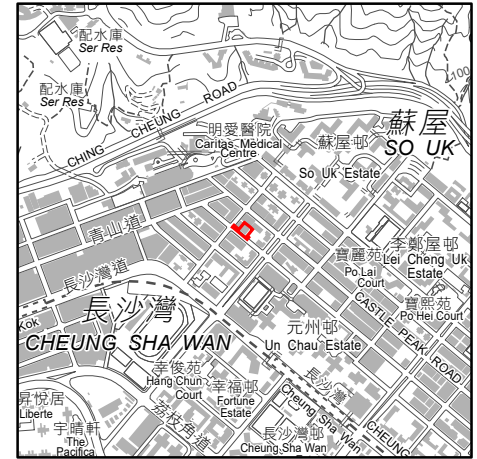 配水庫
Ser Res
配水庫
Ser Res
CHING CHEUNG ROAD
100
明愛醫院
Caritas Medical
Centre
蘇屋邨
So Uk Estate
蘇屋
SO UK
青山道
長沙灣道
寶麗苑
Po Lai
Court
李鄭屋邨
Lei Cheng Uk
Estate
寶熙苑
Po Hei Court
長沙灣
CHEUNG SHA WAN
Kok
元州邨
Un Chau Estate
CASTLE PEAK ROAD
幸俊苑
Hang Chun
Court
幸福邨
Fortune
Estate
長沙灣
Cheung Sha Wan
昇悅居
Liberte
宇晴軒
The
Pacifica
荔枝角道
長沙灣邨
Cheung Sha Wan
CHEUNG